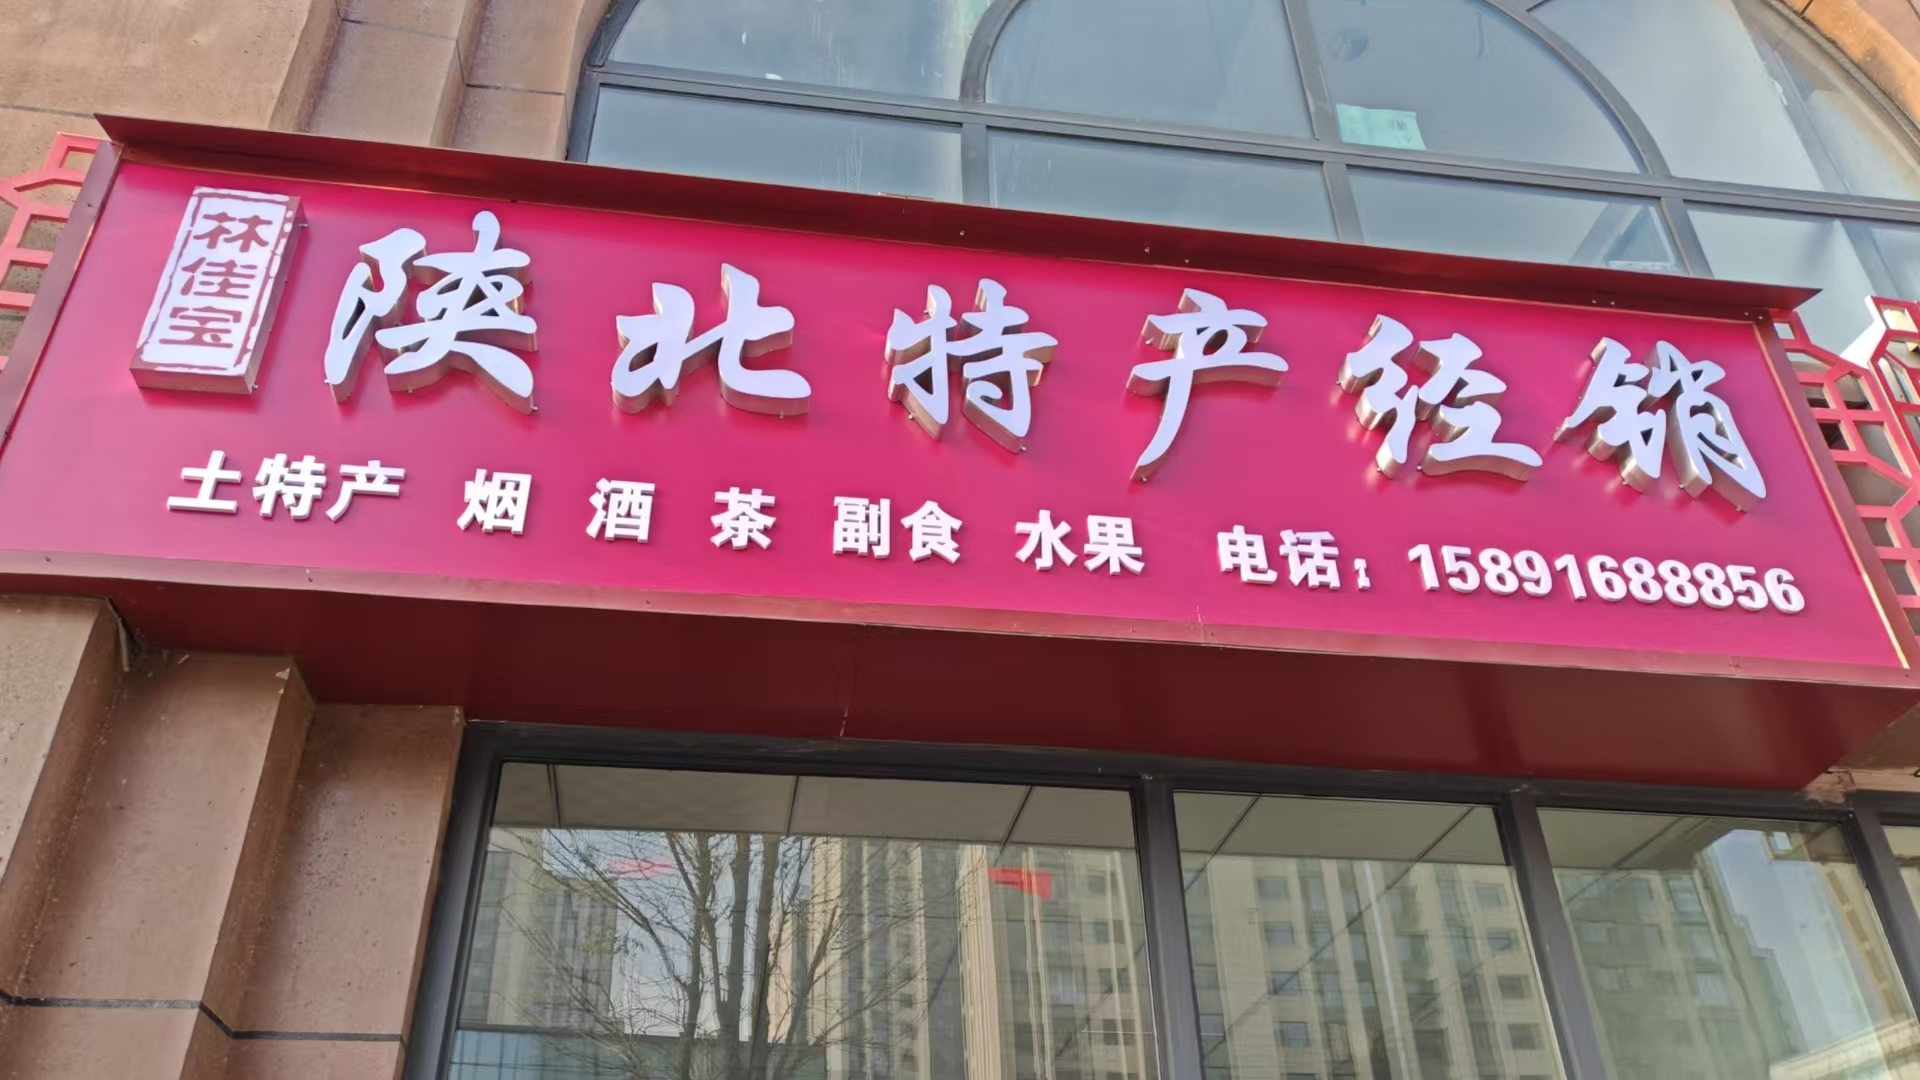 林佳宝
陕北特产经销
土特产 烟 酒 茶 副食 水果 电话：15891688856